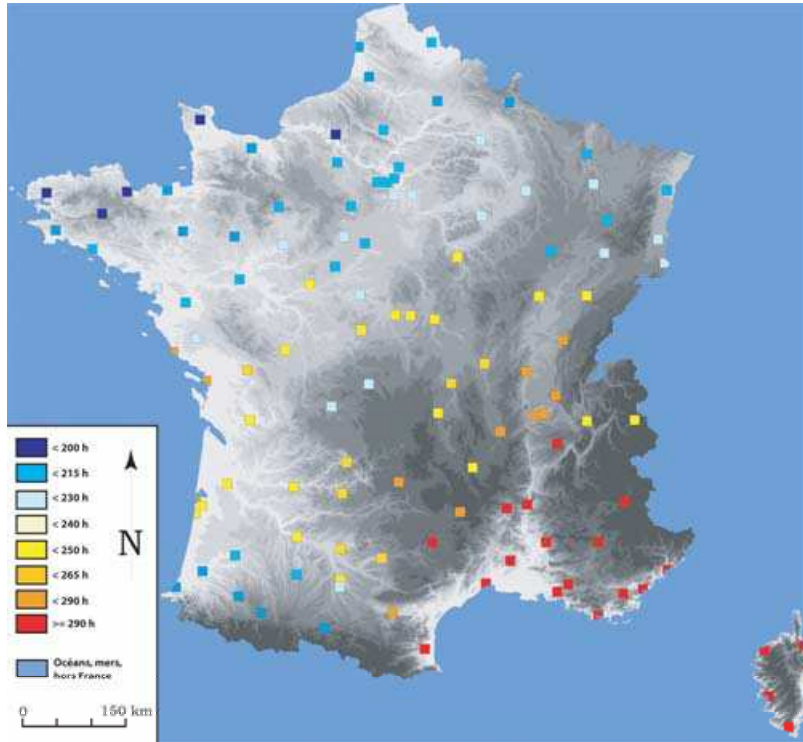 < 200 h
< 215 h
< 230 h
< 240 h
< 250 h
< 265 h
< 290 h
>= 290 h
N
Océans, mers,
hors France
0 150 km